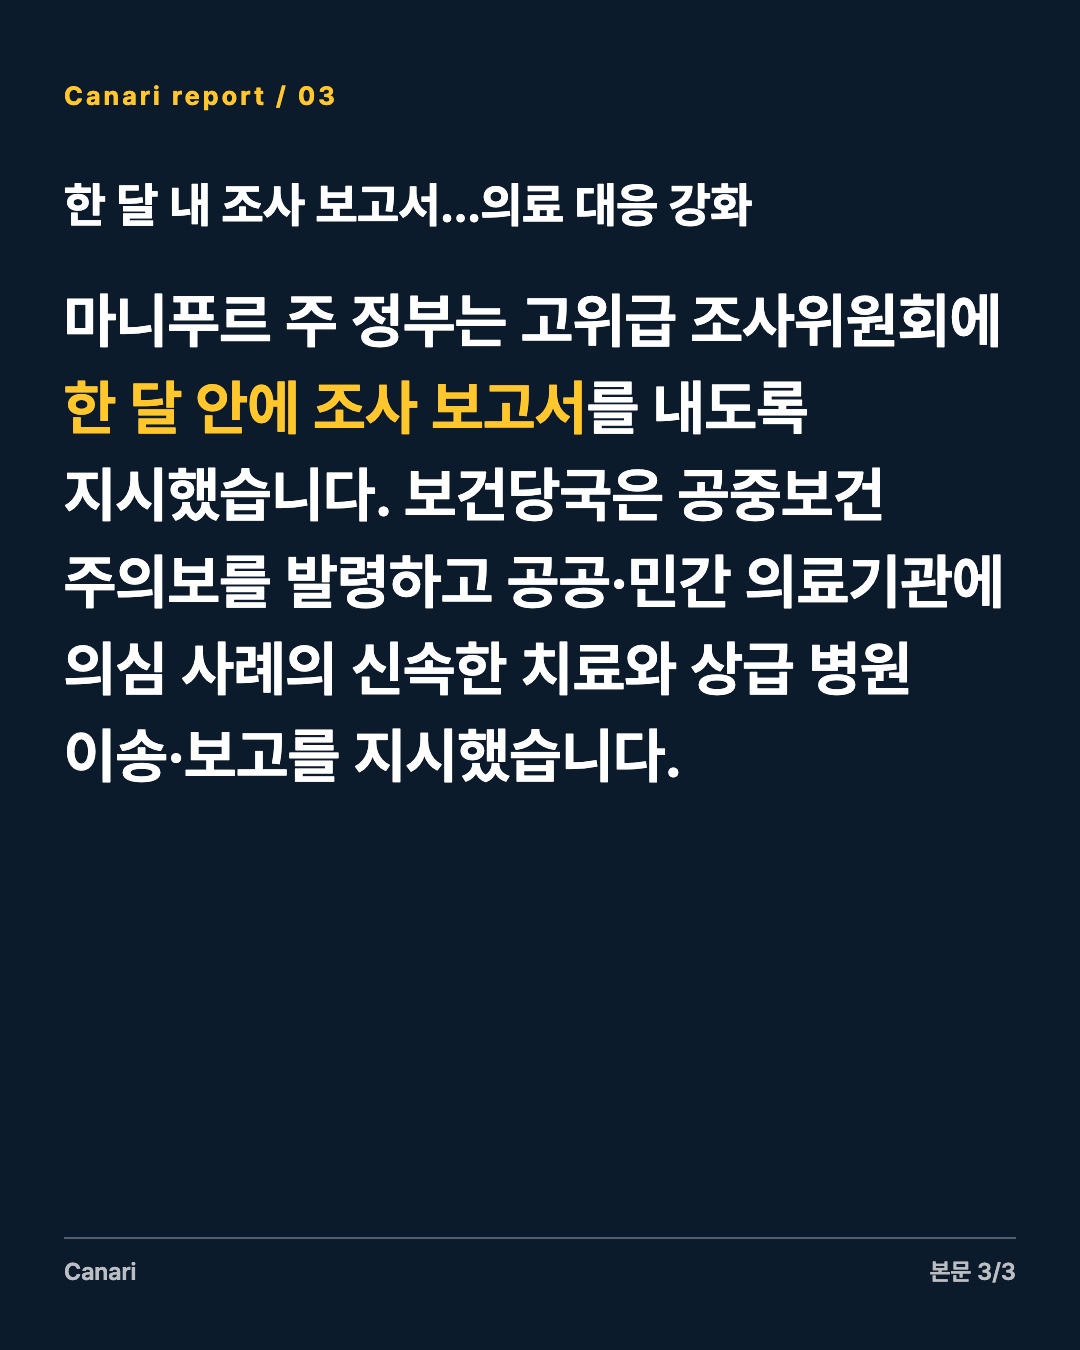 Canari report / 03
한 달 내 조사 보고서...의료 대응 강화
마니푸르 주 정부는 고위급 조사위원회에
한 달 안에 조사 보고서를 내도록
지시했습니다. 보건당국은 공중보건
주의보를 발령하고 공공·민간 의료기관에
의심 사례의 신속한 치료와 상급 병원
이송·보고를 지시했습니다.
Canari
본문 3/3